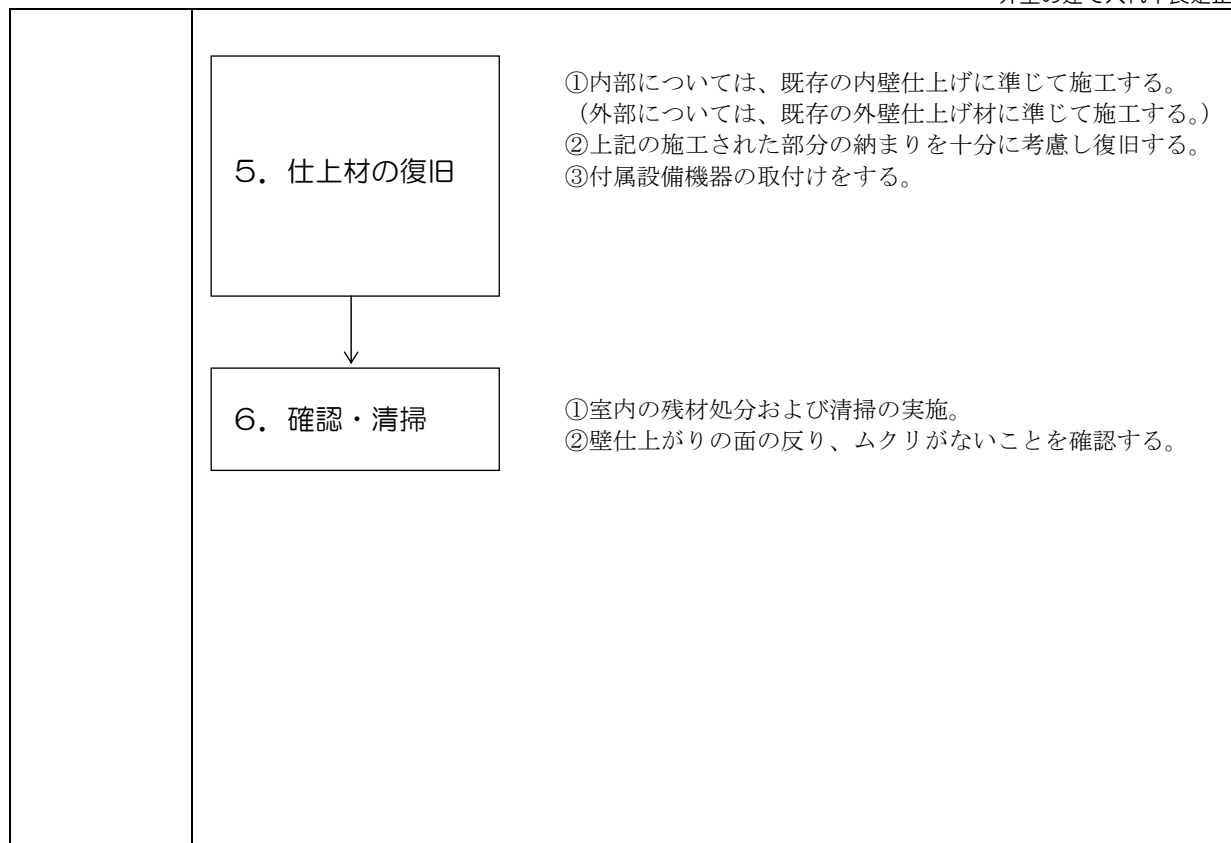 5．仕上材の復旧
①内部については、既存の内壁仕上げに準じて施工する。
（外部については、既存の外壁仕上げ材に準じて施工する。）
②上記の施工された部分の納まりを十分に考慮し復旧する。
③付属設備機器の取付けをする。
6．確認・清掃
①室内の残材処分および清掃の実施。
②壁仕上がりの面の反り、ムクリがないことを確認する。